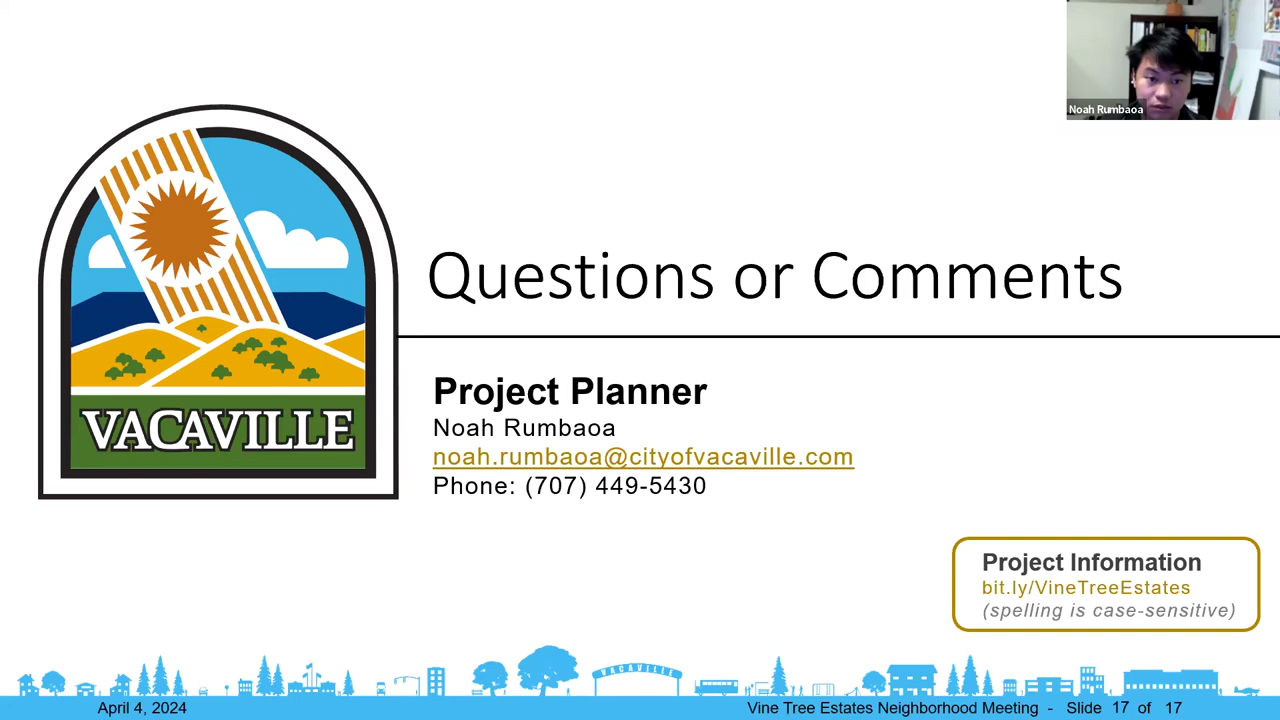 Noah Rumbaoa
VACAVILLE
Questions or Comments
Project Planner
Noah Rumbaoa
noah.rumbaoa@cityofvacaville.com
Phone: (707) 449-5430
Project Information
bit.ly/VineTreeEstates
(spelling is case-sensitive)
VACAVILLE
April 4, 2024
Vine Tree Estates Neighborhood Meeting - Slide 17 of 17